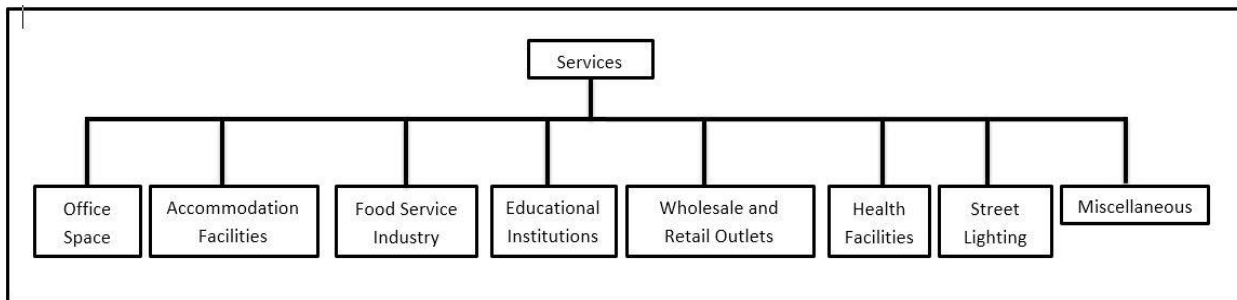 Services
Office
Space
Accommodation
Facilities
Food Service
Industry
Educational
Institutions
Wholesale and
Retail Outlets
Health
Facilities
Street
Lighting
Miscellaneous